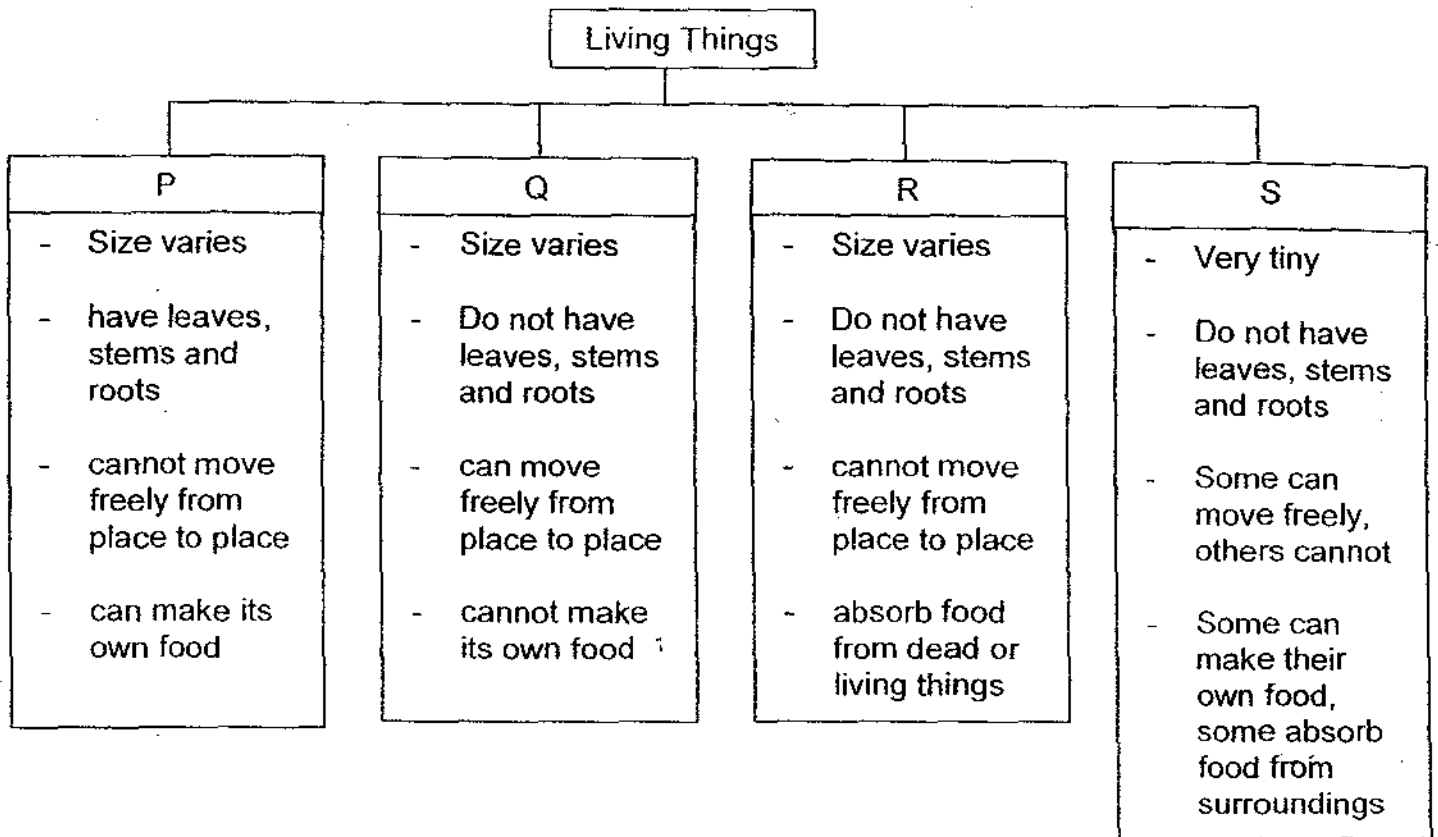 Living Things
P
- Size varies
- have leaves,
stems and
roots
- cannot move
freely from
place to place
- can make its
own food
Q
- Size varies
- Do not have
leaves, stems
and roots
- can move
freely from
place to place
- cannot make
its own food
R
- Size varies
- Do not have
leaves, stems
and roots
- cannot move
freely from
place to place
- absorb food
from dead or
living things
S
- Very tiny
- Do not have
leaves, stems
and roots
- Some can
move freely,
others cannot
- Some can
make their
own food,
some absorb
food from
surroundings